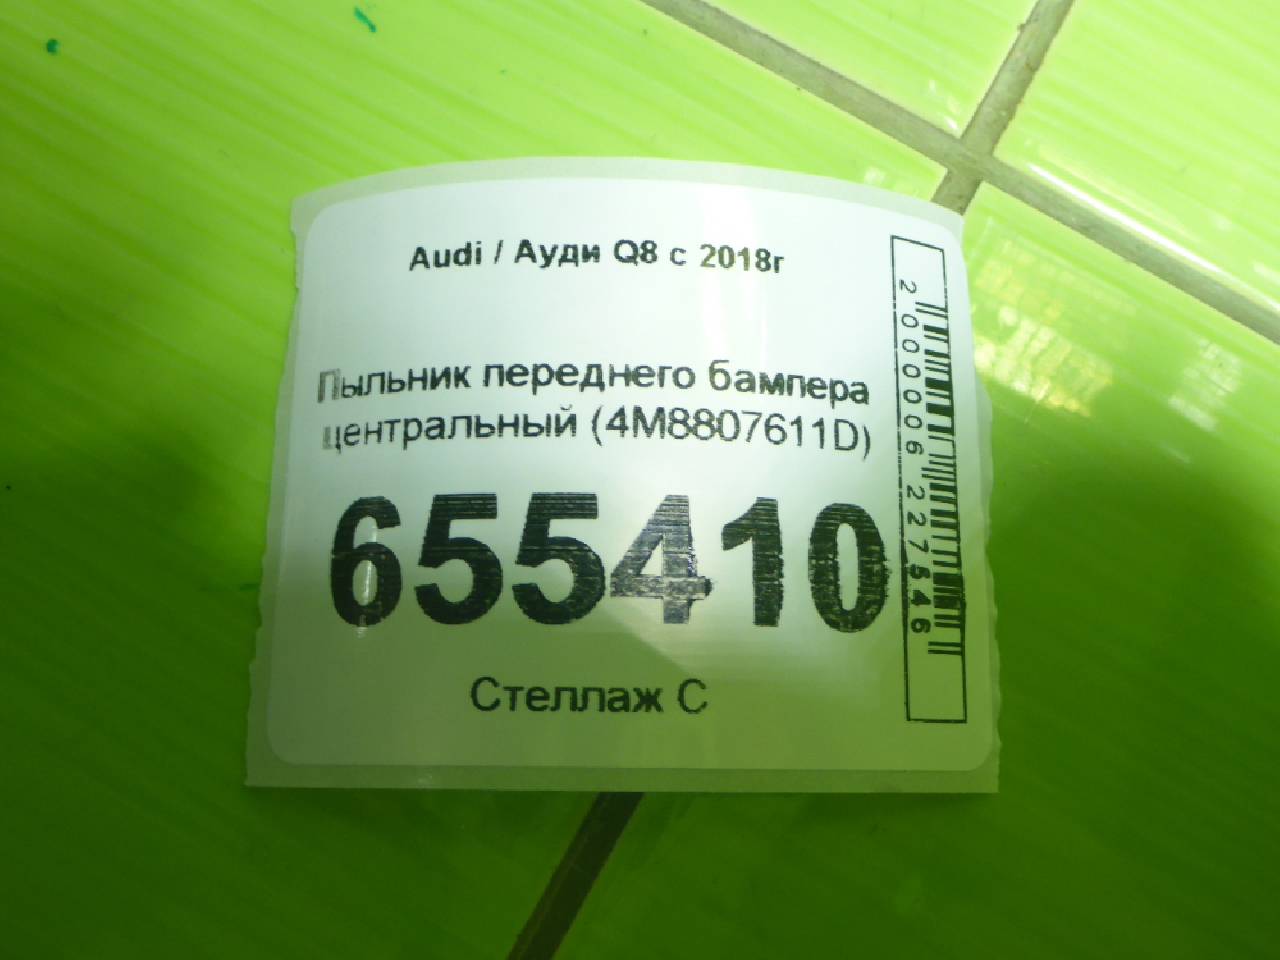 Audi / Ауди Q8 с 2018г
Пыльник переднего бампера
центральный (4M8807611D)
655410
Стеллаж С
2000006227546